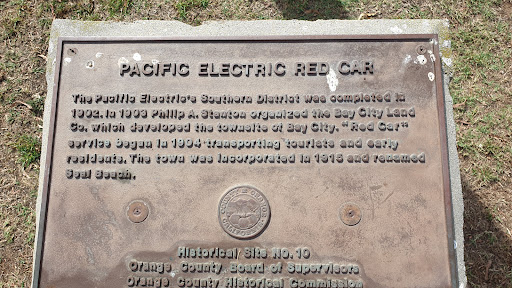 PACIFIC ELECTRIC RED CAR
The Pacific Electric's Southern District was completed in
1902. In 1903 Philip A. Stanton organized the Bay City Land
Co. which developed the townsite of Bay City. "Red Car"
service began in 1904 transporting tourists and early
residents. The town was incorporated in 1915 and renamed
Seal Beach.
Historical Site No. 10
Orange County Board of Supervisors
Orange County Historical Commission